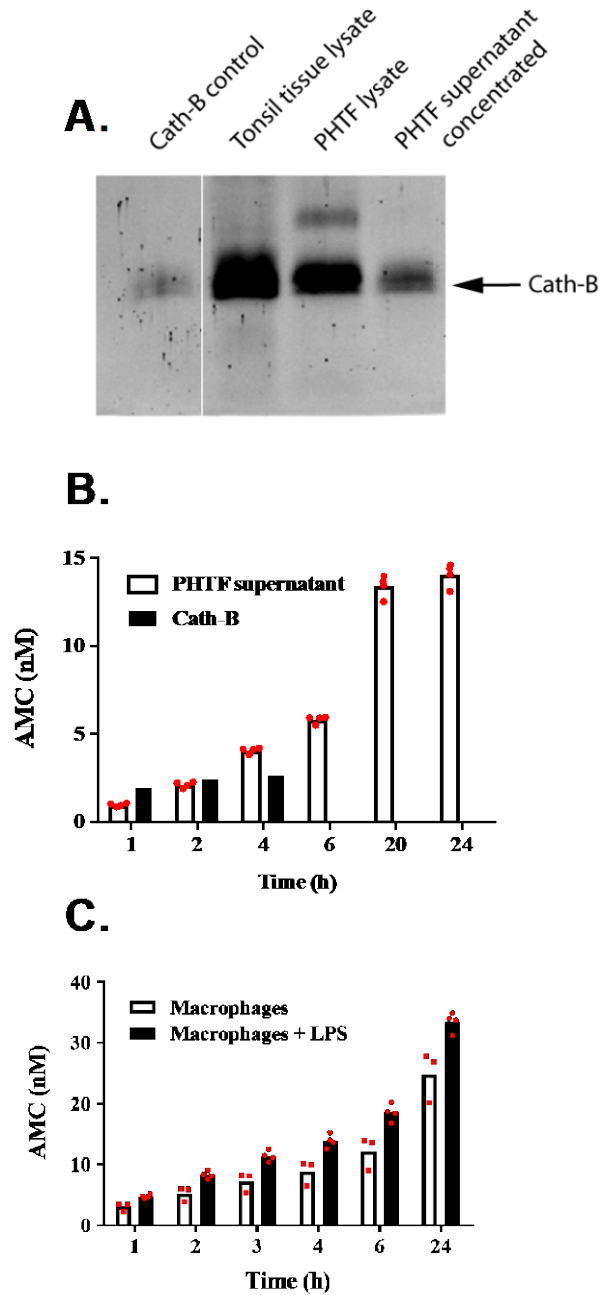 A.
Cath-B control
Tonsil tissue lysate
PHTF lysate
PHTF supernatant
concentrated
Cath-B
B.
15
10
5
0
AMC (nM)
PHTF supernatant
Cath-B
1 2 4 6 20 24
Time (h)
C.
40
30
20
10
0
AMC (nM)
Macrophages
Macrophages + LPS
1 2 3 4 6 24
Time (h)